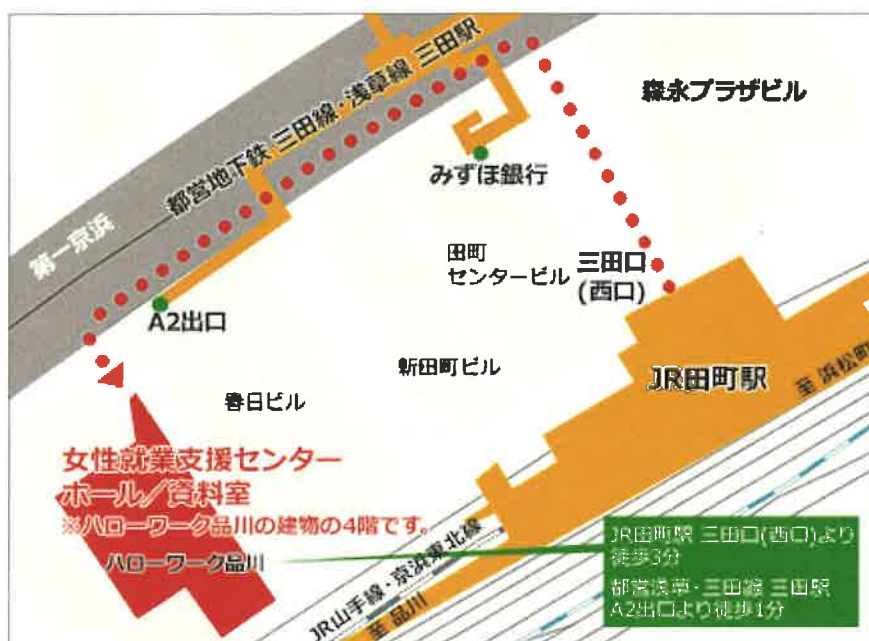 都営地下鉄 三田線・浅草線 三田駅
森永プラザビル
みずほ銀行
第一京浜
田町
センタービル
三田口
(西口)
A2出口
新田町ビル
JR田町駅
至 浜松町
春日ビル
女性就業支援センター
ホール／資料室
※ハローワーク品川の建物の4階です。
ハローワーク品川
JR山手線・京浜東北線
至 品川
JR田町駅 三田口(西口)より
徒歩3分
都営浅草・三田線 三田駅
A2出口より徒歩1分